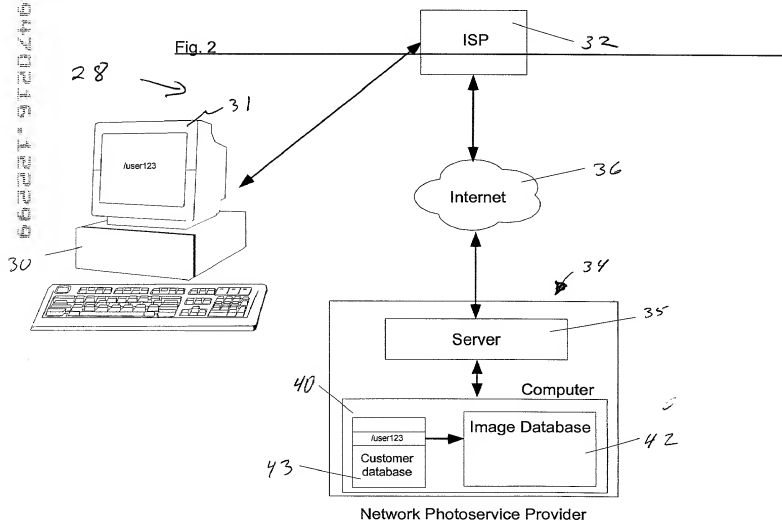 Fig. 2
ISP
32
28
31
/user123
Internet
36
30
34
Server
35
40
Computer
/user123
Customer
database
43
Image Database
42
Network Photoservice Provider